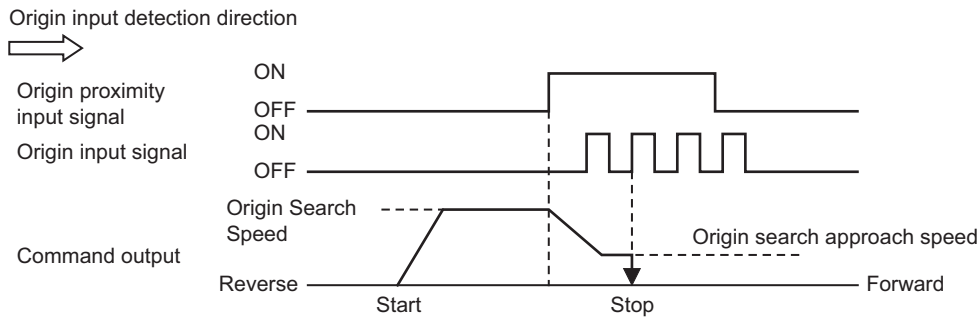 Origin input detection direction
ON
Origin proximity
input signal
OFF
ON
Origin input signal
OFF
Origin Search
Speed
Origin search approach speed
Command output
Reverse
Forward
Start
Stop